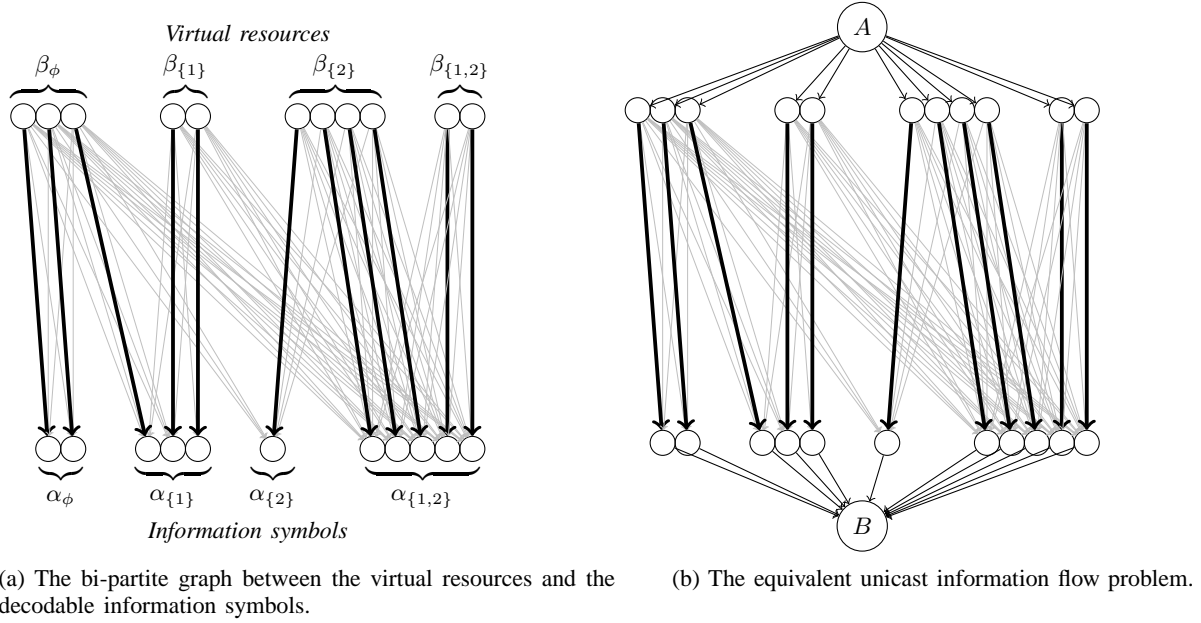 Virtual resources
β_ϕ β_{1} β_{2} β_{1,2}
α_ϕ α_{1} α_{2} α_{1,2}
Information symbols
A
B
(a) The bi-partite graph between the virtual resources and the
decodable information symbols.
(b) The equivalent unicast information flow problem.